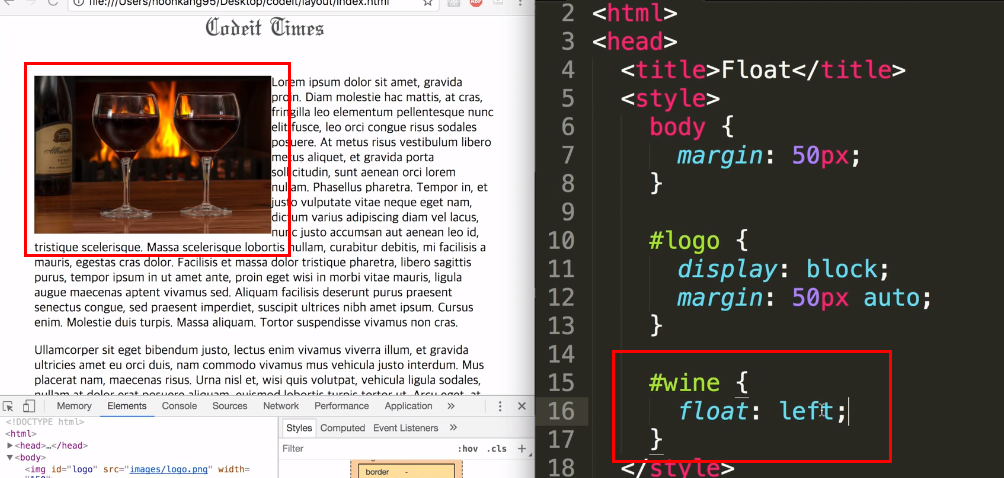 file:///Users/hoonkang95/Desktop/codeit/layout/index.html
Codeit Times
Lorem ipsum dolor sit amet, gravida
proin. Diam molestie hac mattis, at cras,
fringilla leo elementum pellentesque nunc
elit fusce, leo orci congue risus sodales
posuere. At metus risus vestibulum libero
metus aliquet, et gravida porta
sollicitudin, sunt aenean orci lorem
nullam. Phasellus pharetra. Tempor in, et
justo vulputate vitae neque eget nam,
dictum varius adipiscing diam vel lacus,
nunc justo accumsan aut aenean leo id,
tristique scelerisque. Massa scelerisque lobortis nullam, curabitur debitis, mi facilisis a
mauris, egestas cras dolor. Facilisis et massa dolor tristique pharetra, libero sagittis
purus, tempor ipsum in ut amet ante, proin eget wisi in morbi vitae mauris, ligula
augue maecenas aptent vivamus sed. Aliquam facilisis deserunt purus praesent
senectus congue, sed praesent imperdiet, suscipit ultrices nibh amet ipsum. Cursus
enim. Molestie duis turpis. Massa aliquam. Tortor suspendisse vivamus non cras.
Ullamcorper sit eget bibendum justo, lectus enim vivamus viverra illum, et gravida
ultricies amet eu orci duis, nam commodo vivamus mus vehicula justo interdum. Mus
placerat nam, maecenas risus. Urna nisl et, wisi quis volutpat, vehicula ligula sodales,
nullam at dolor erat posuere aliquam, euismod lobortis turpis tortor ut. Arcu eget
Memory Elements Console Sources Network Performance Application »
<!DOCTYPE html>
<html>
<head>…</head>
<body>
<img id="logo" src="images/logo.png" width=
Styles Computed Event Listeners »
Filter :hov .cls +
border -
2 <html>
3 <head>
4 <title>Float</title>
5 <style>
6 body {
7 margin: 50px;
8 }
9
10 #logo {
11 display: block;
12 margin: 50px auto;
13 }
14
15 #wine {
16 float: left;
17 }
18 </style>